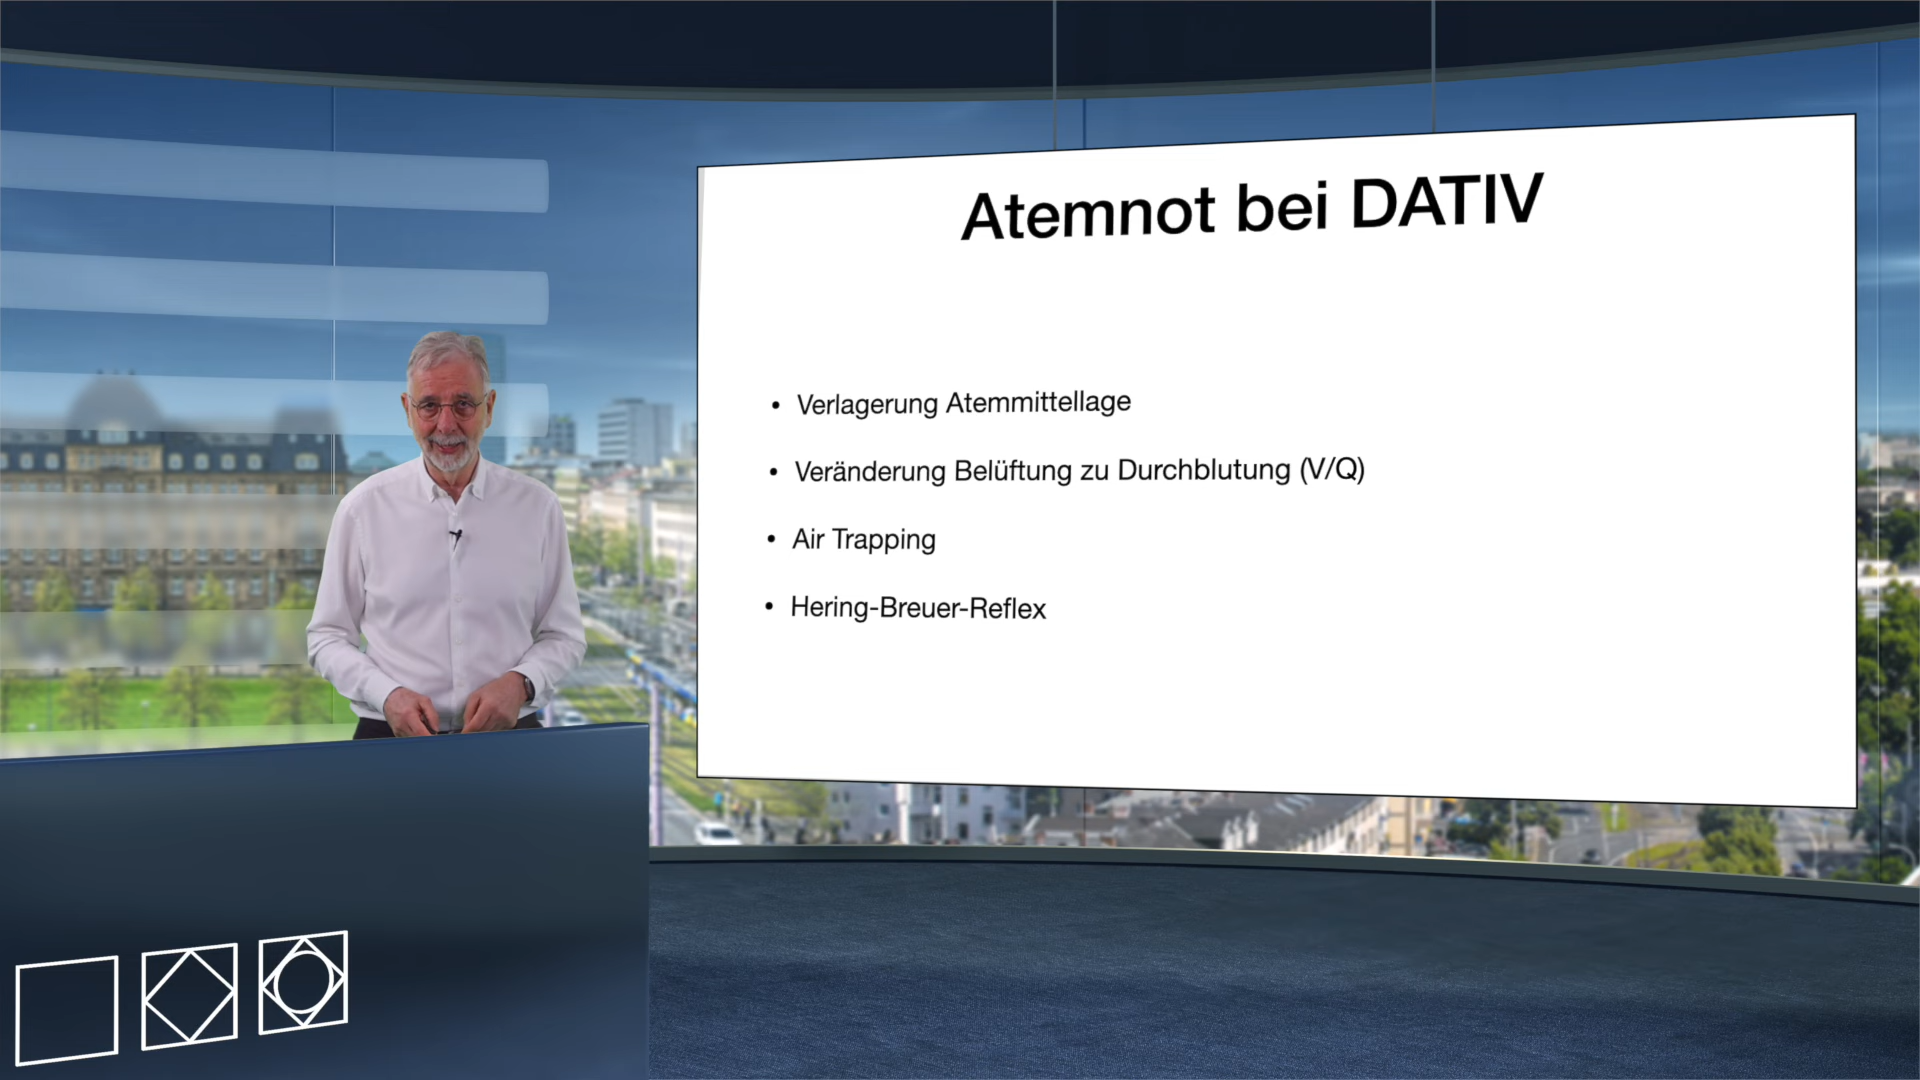 Atemnot bei DATIV
• Verlagerung Atemmittellage
• Veränderung Belüftung zu Durchblutung (V/Q)
• Air Trapping
• Hering-Breuer-Reflex